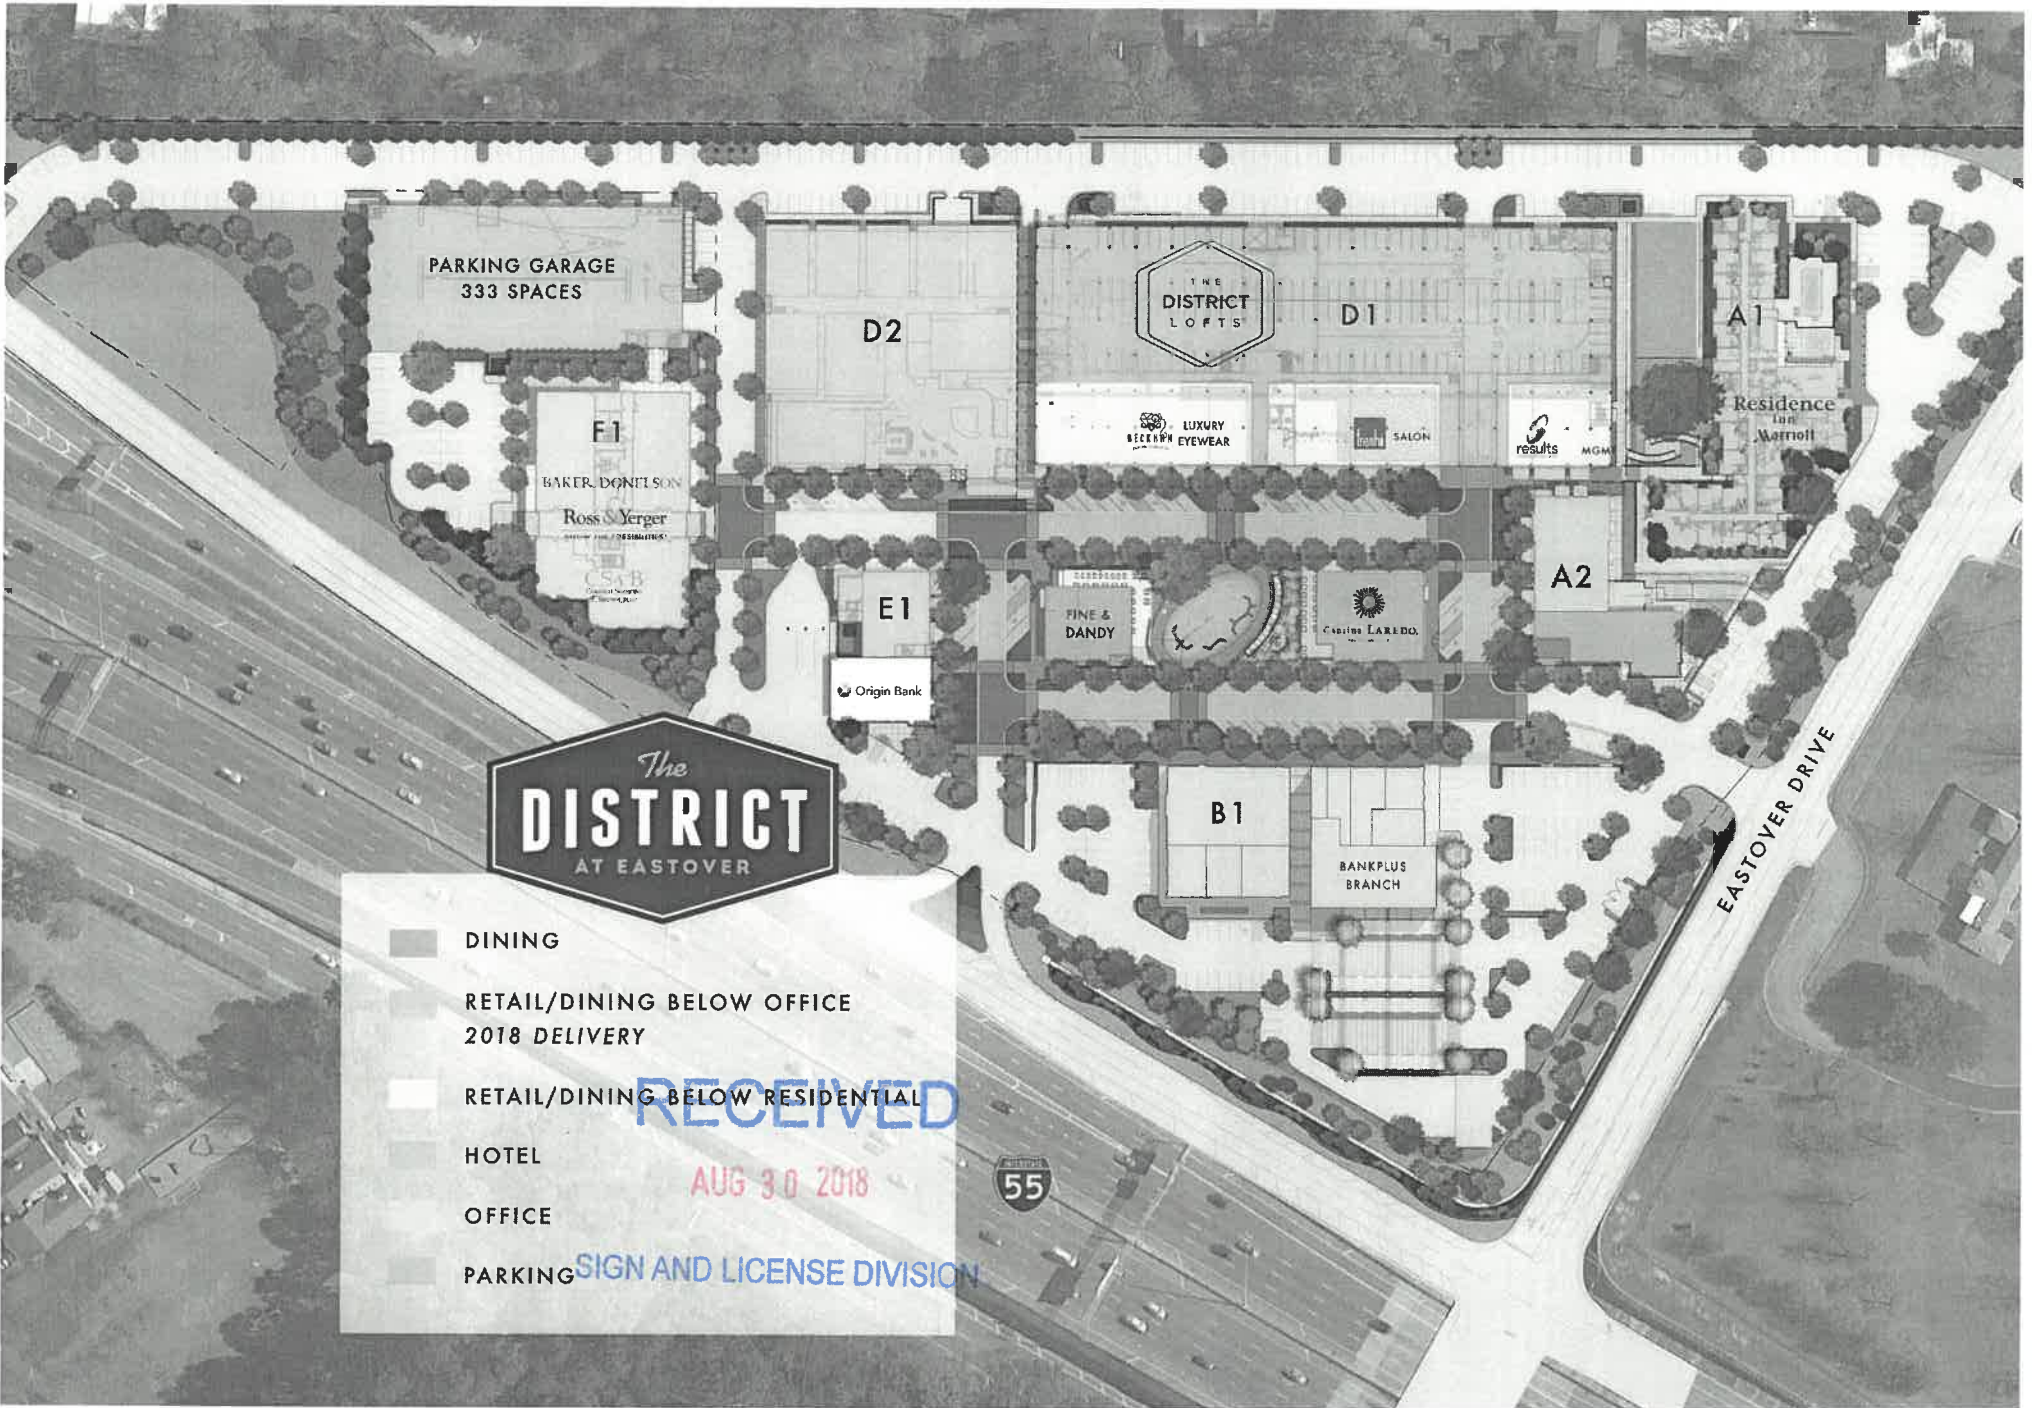 PARKING GARAGE
333 SPACES
D2
THE
DISTRICT
LOFTS
D1
A1
Residence
Inn
Marriott
LUXURY
EYEWEAR
SALON
results
MGMT
F1
BAKER DONELSON
Ross & Yerger
A2
E1
FINE &
DANDY
Cantina LAREDO
Origin Bank
The
DISTRICT
AT EASTOVER
B1
BANKPLUS
BRANCH
EASTOVER DRIVE
DINING
RETAIL/DINING BELOW OFFICE
2018 DELIVERY
RETAIL/DINING BELOW RESIDENTIAL
RECEIVED
HOTEL
AUG 30 2018
OFFICE
PARKING
SIGN AND LICENSE DIVISION
55